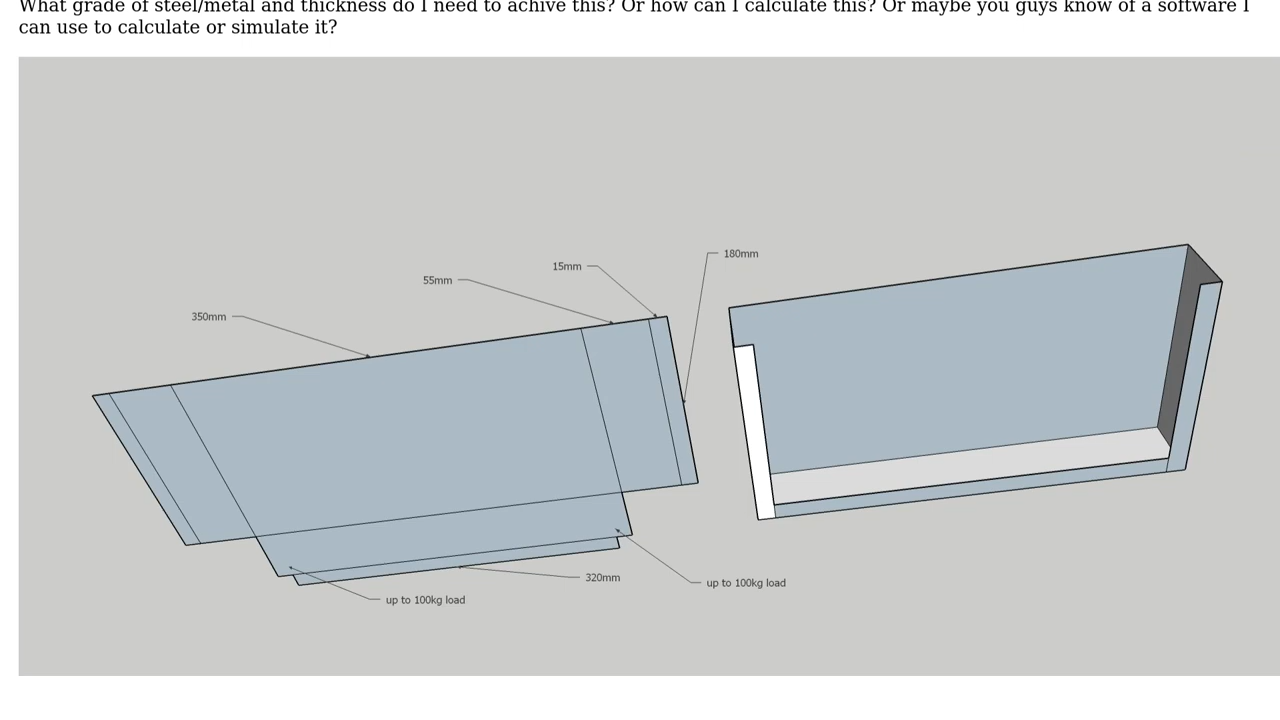 What grade of steel/metal and thickness do I need to achive this? Or how can I calculate this? Or maybe you guys know of a software I
can use to calculate or simulate it?
180mm
15mm
55mm
350mm
320mm
up to 100kg load
up to 100kg load